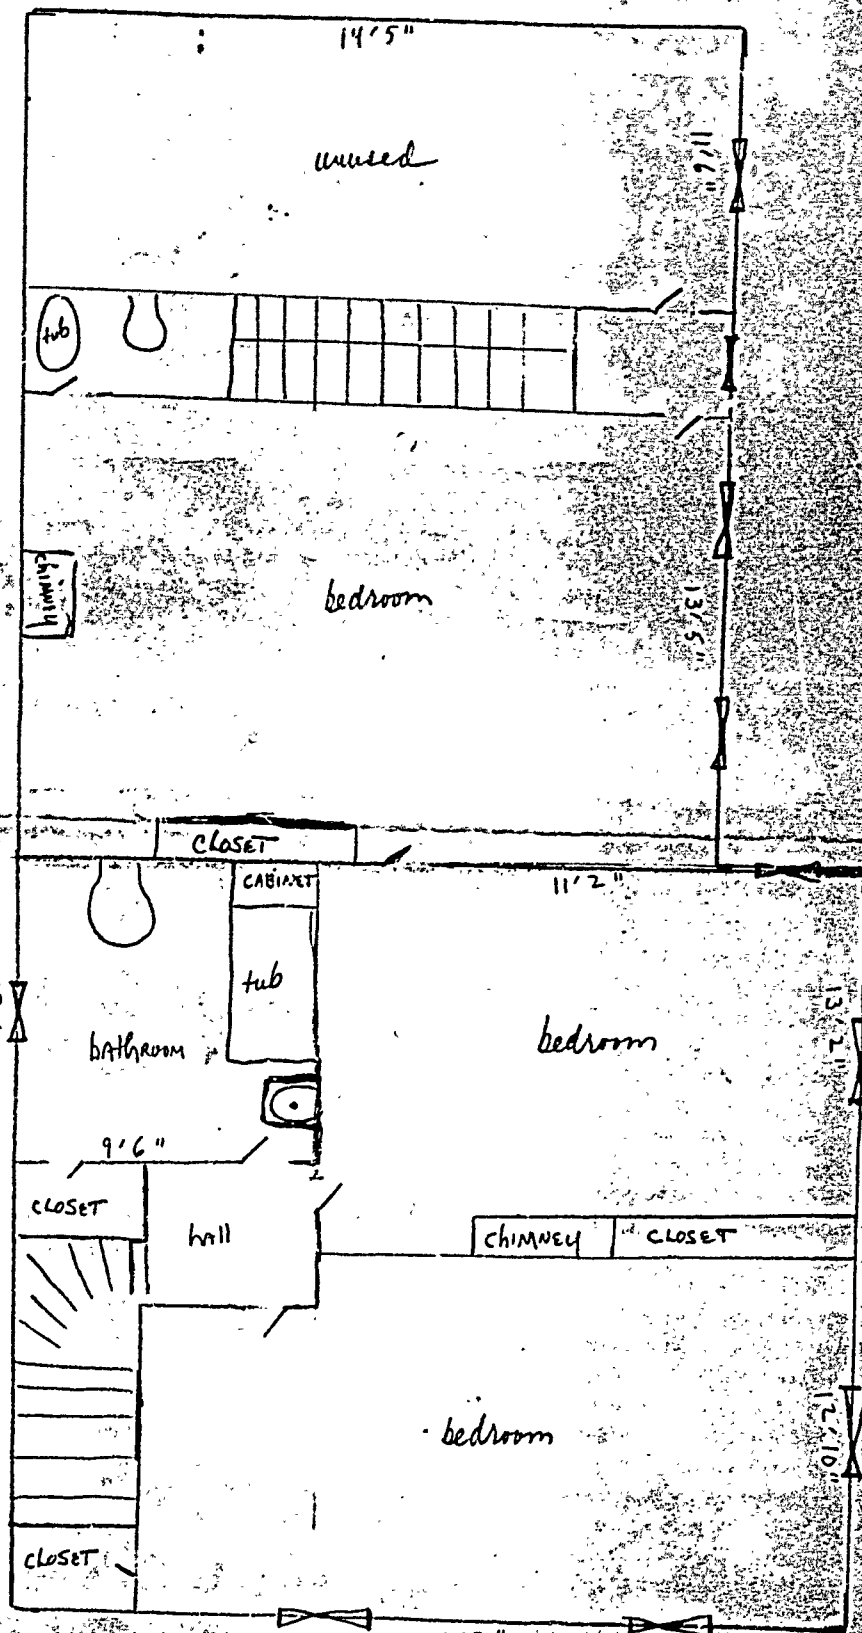 14'5"
unused
11'6"
tub
chimney
bedroom
13'5"
CLOSET
CABINET
11'2"
tub
bedroom
13'2"
bAthroom
9'6"
CLOSET
hAll
ChIMNEy
CLOSET
bedroom
12'10"
CLOSET